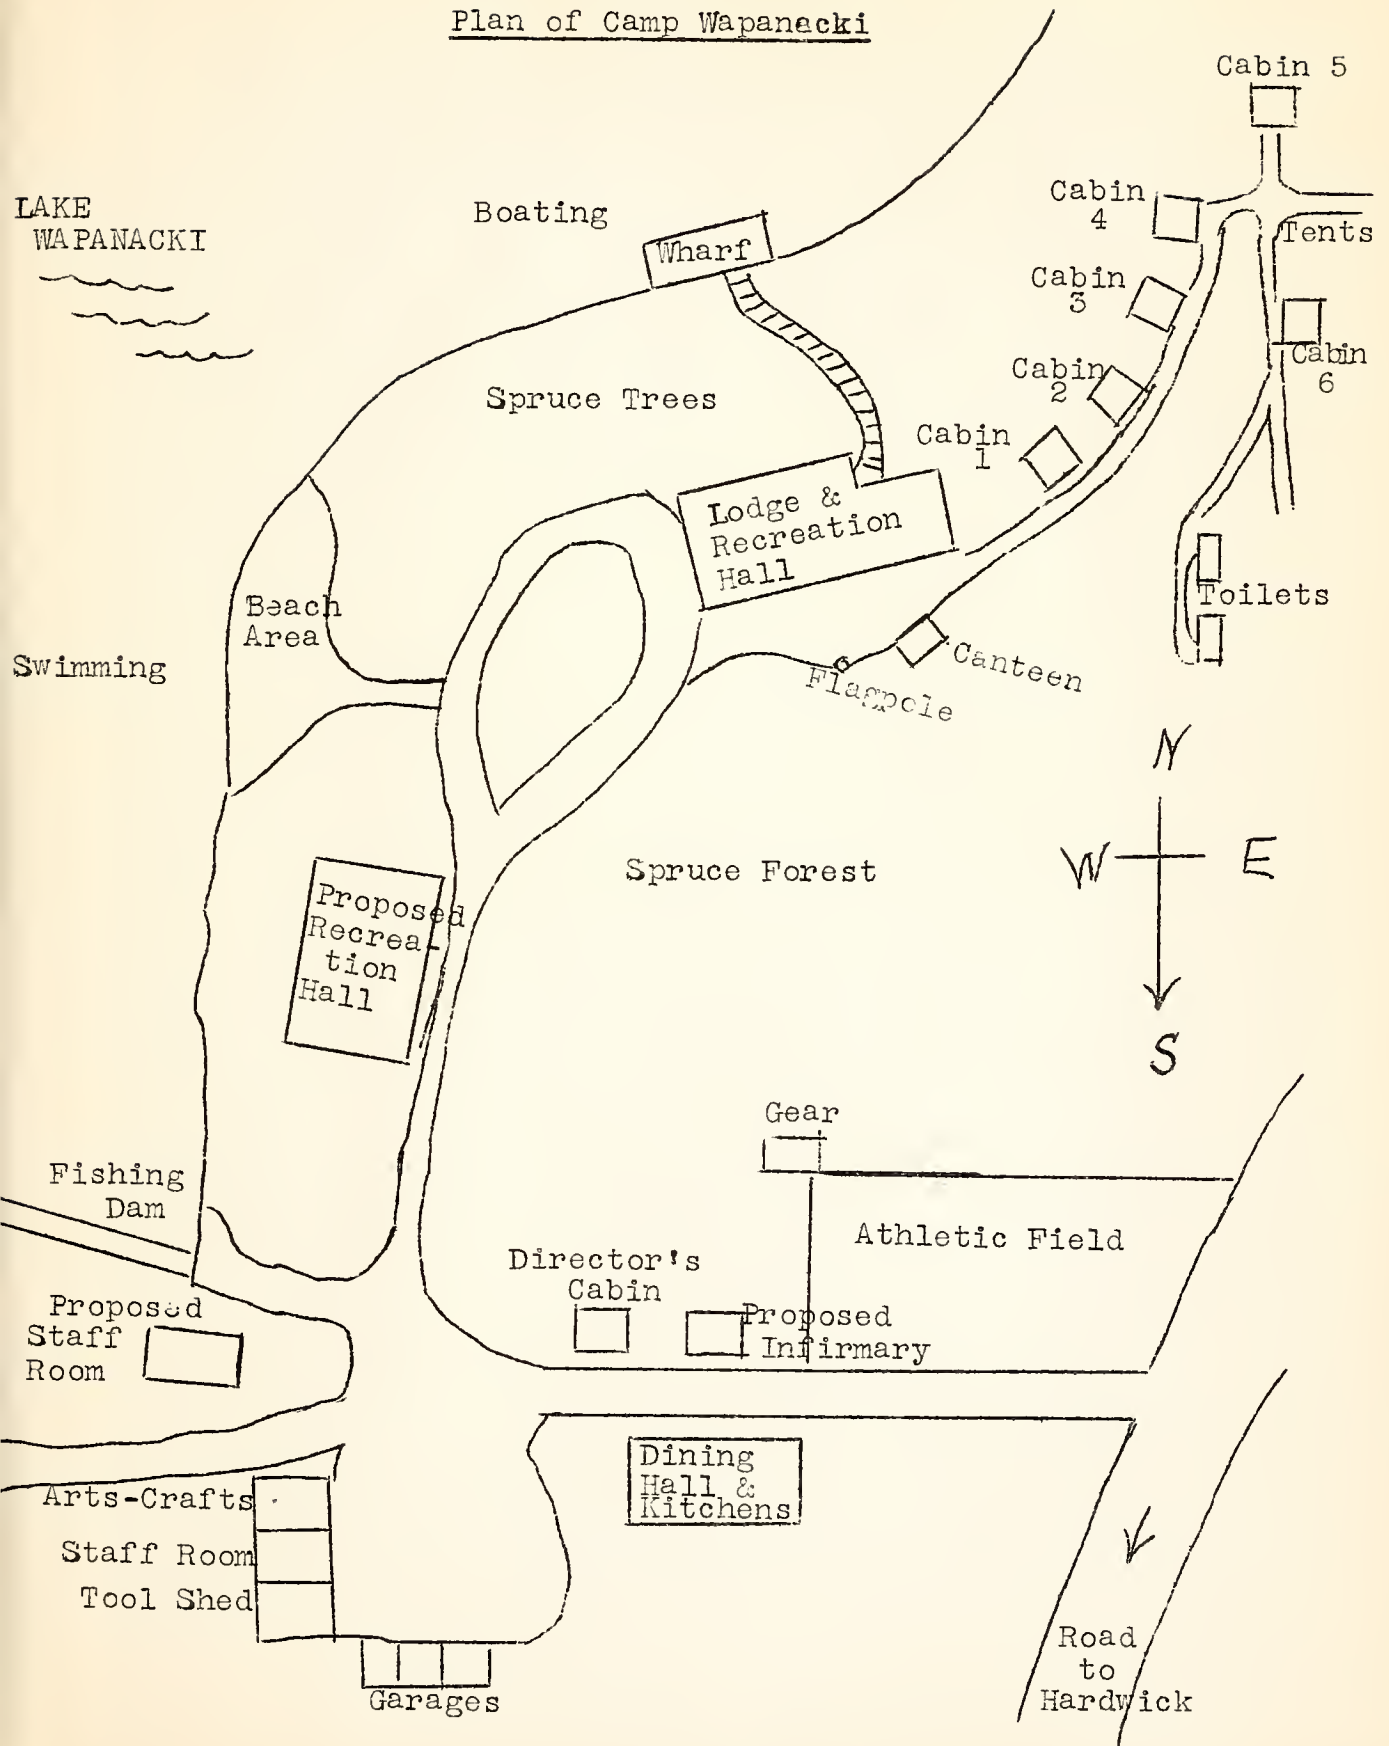 Plan of Camp Wapanacki
Cabin 5
LAKE
WAPANACKI
Boating
Wharf
Cabin
4
Tents
Cabin
3
Cabin
2
Cabin
6
Spruce Trees
Cabin
1
Lodge &
Recreation
Hall
Beach
Area
Toilets
Swimming
Canteen
Flagpole
N
W
E
S
Spruce Forest
Proposed
Recrea-
tion
Hall
Gear
Fishing
Dam
Athletic Field
Director's
Cabin
Proposed
Infirmary
Proposed
Staff
Room
Dining
Hall &
Kitchens
Arts-Crafts
Staff Room
Tool Shed
Garages
Road
to
Hardwick